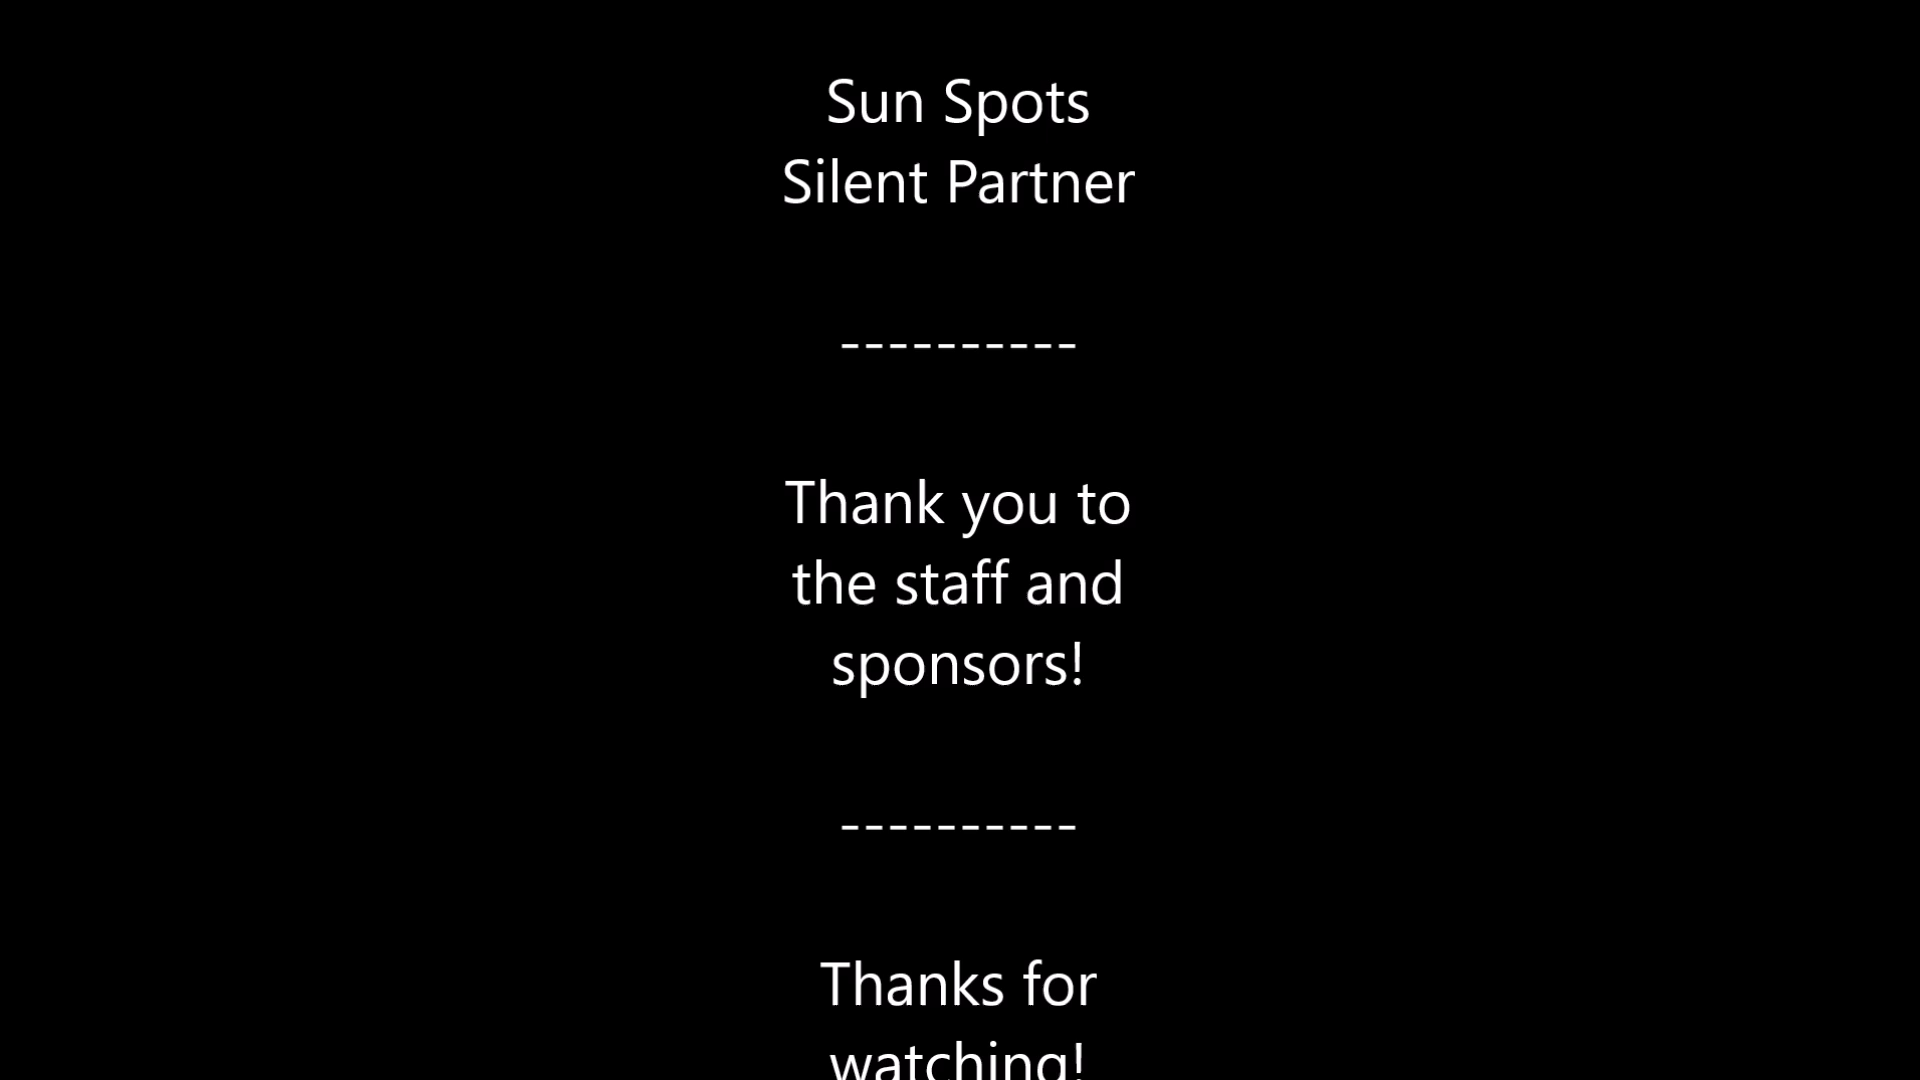 Sun Spots
Silent Partner
----------
Thank you to
the staff and
sponsors!
----------
Thanks for
watching!